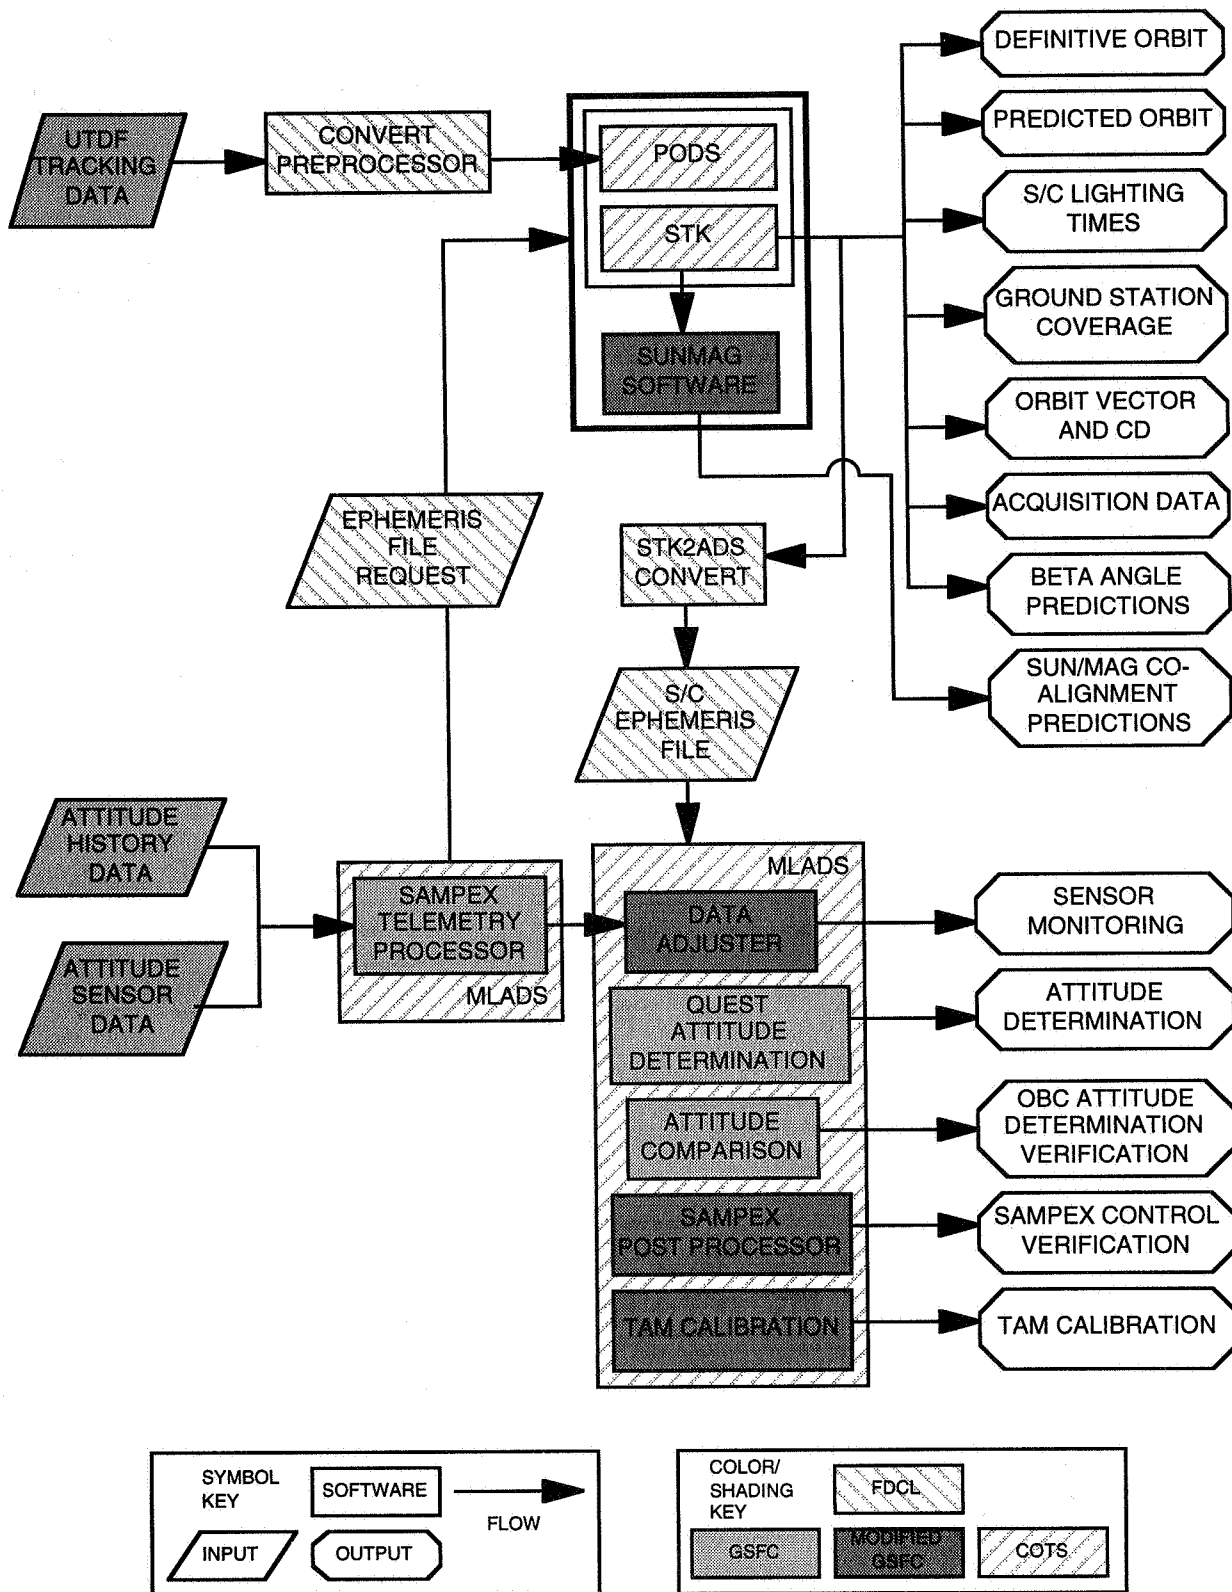 DEFINITIVE ORBIT
UTDF
TRACKING
DATA
CONVERT
PREPROCESSOR
PODS
PREDICTED ORBIT
STK
S/C LIGHTING
TIMES
GROUND STATION
COVERAGE
SUNMAG
SOFTWARE
ORBIT VECTOR
AND CD
EPHEMERIS
FILE
REQUEST
STK2ADS
CONVERT
ACQUISITION DATA
BETA ANGLE
PREDICTIONS
S/C
EPHEMERIS
FILE
SUN/MAG CO-
ALIGNMENT
PREDICTIONS
ATTITUDE
HISTORY
DATA
ATTITUDE
SENSOR
DATA
SAMPEX
TELEMETRY
PROCESSOR
MLADS
MLADS
DATA
ADJUSTER
SENSOR
MONITORING
QUEST
ATTITUDE
DETERMINATION
ATTITUDE
DETERMINATION
ATTITUDE
COMPARISON
OBC ATTITUDE
DETERMINATION
VERIFICATION
SAMPEX
POST PROCESSOR
SAMPEX CONTROL
VERIFICATION
TAM CALIBRATION
TAM CALIBRATION
SYMBOL
KEY
SOFTWARE
FLOW
INPUT
OUTPUT
COLOR/
SHADING
KEY
FDCL
GSFC
MODIFIED
GSFC
COTS